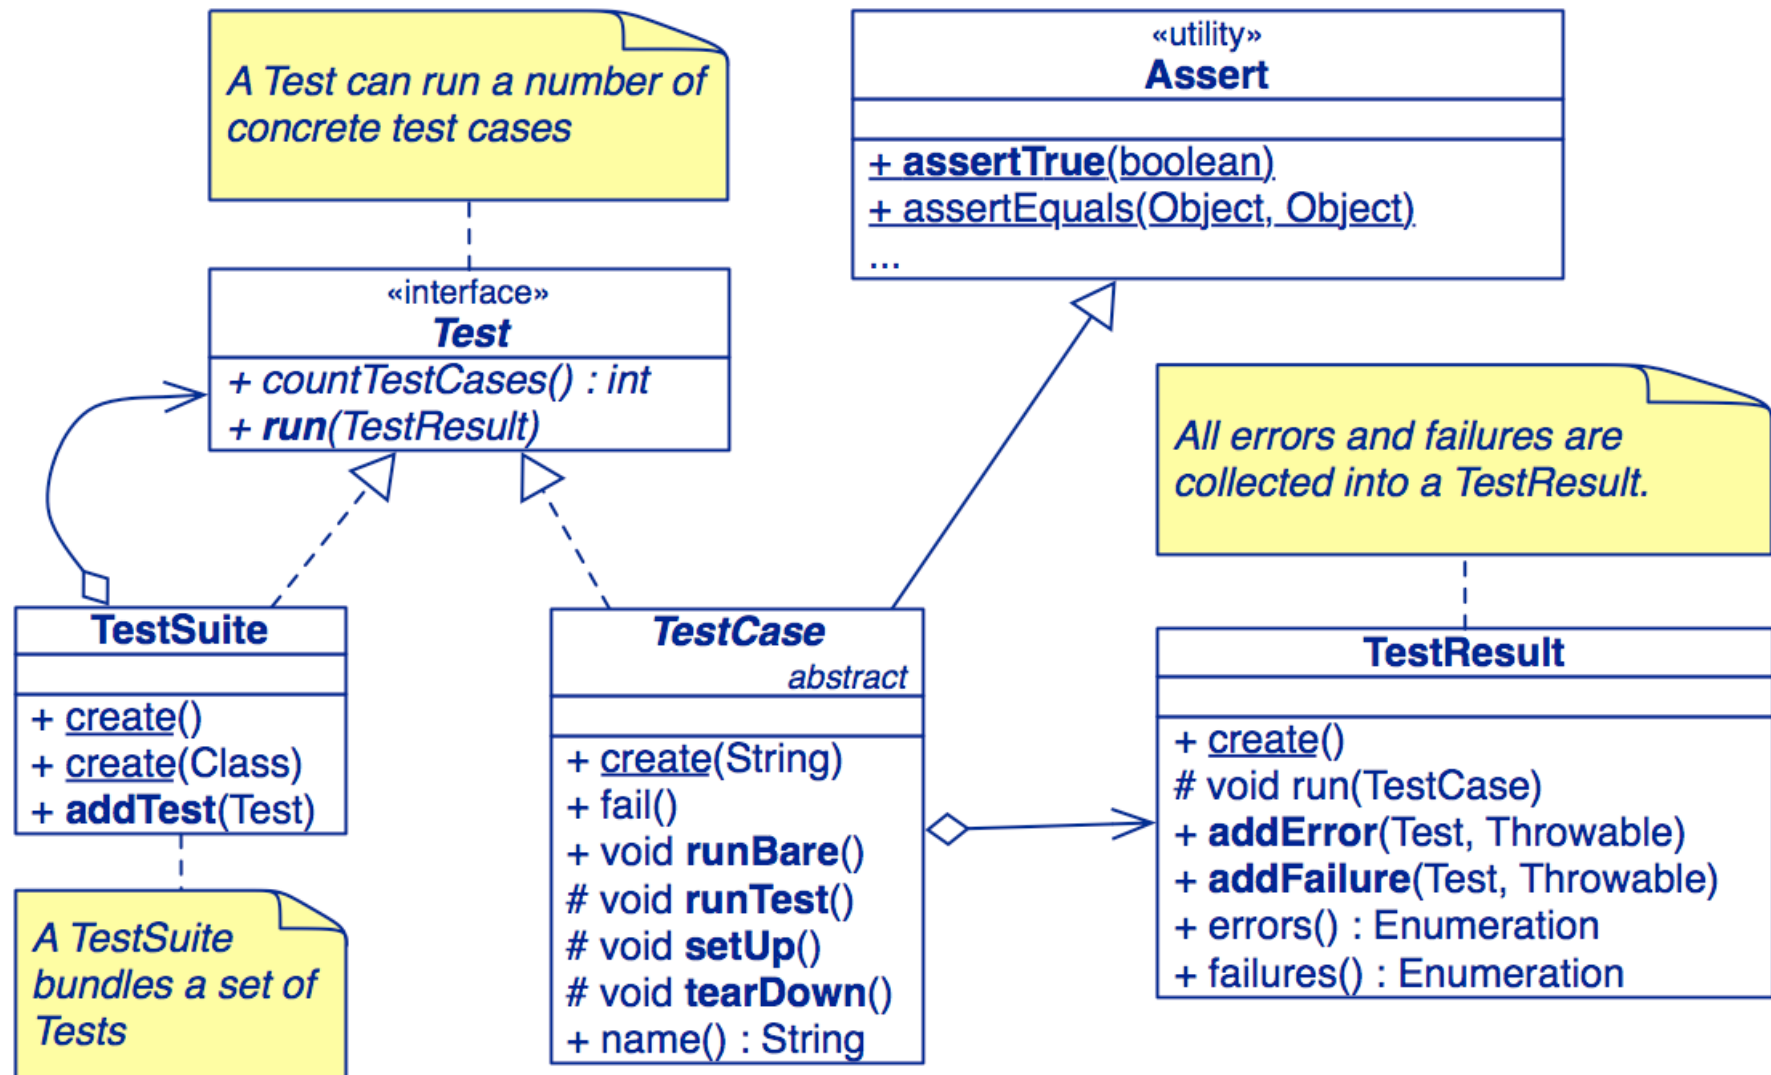 A Test can run a number of
concrete test cases
«utility»
Assert
+ assertTrue(boolean)
+ assertEquals(Object, Object)
...
«interface»
Test
+ countTestCases() : int
+ run(TestResult)
All errors and failures are
collected into a TestResult.
TestSuite
+ create()
+ create(Class)
+ addTest(Test)
A TestSuite
bundles a set of
Tests
TestCase
abstract
+ create(String)
+ fail()
+ void runBare()
# void runTest()
# void setUp()
# void tearDown()
+ name() : String
TestResult
+ create()
# void run(TestCase)
+ addError(Test, Throwable)
+ addFailure(Test, Throwable)
+ errors() : Enumeration
+ failures() : Enumeration